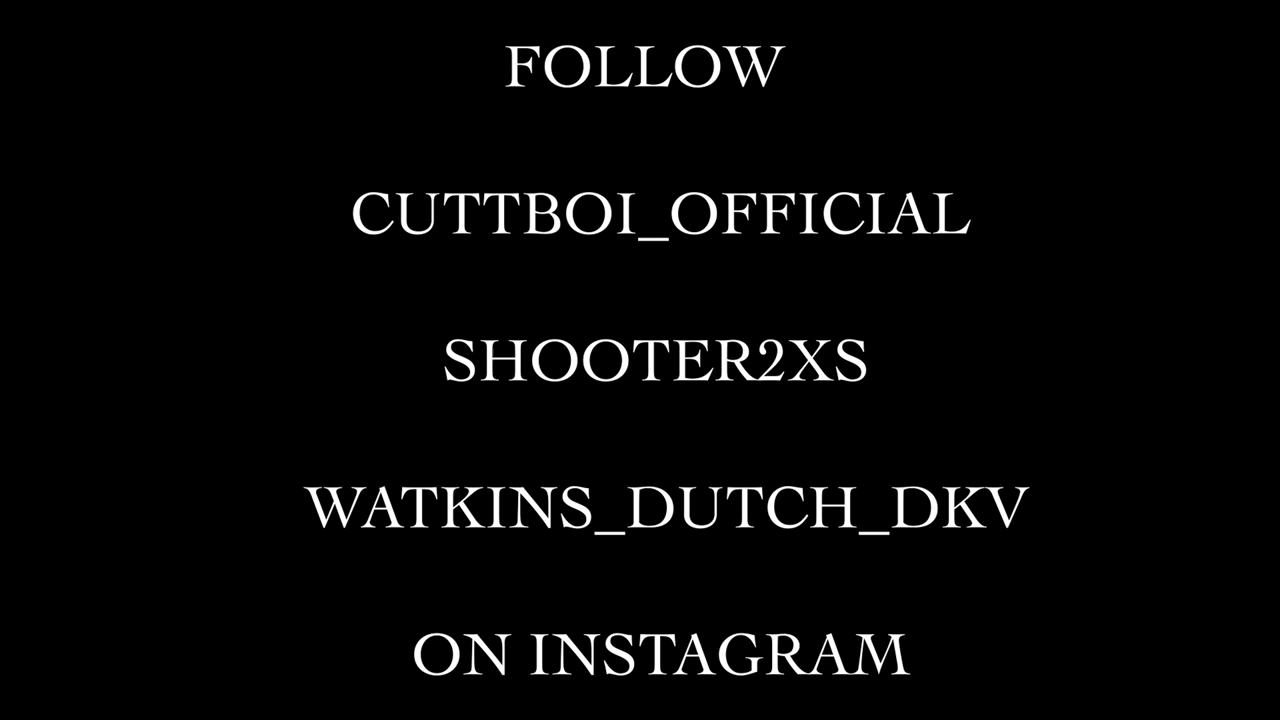 FOLLOW
CUTTBOI_OFFICIAL
SHOOTER2XS
WATKINS_DUTCH_DKV
ON INSTAGRAM